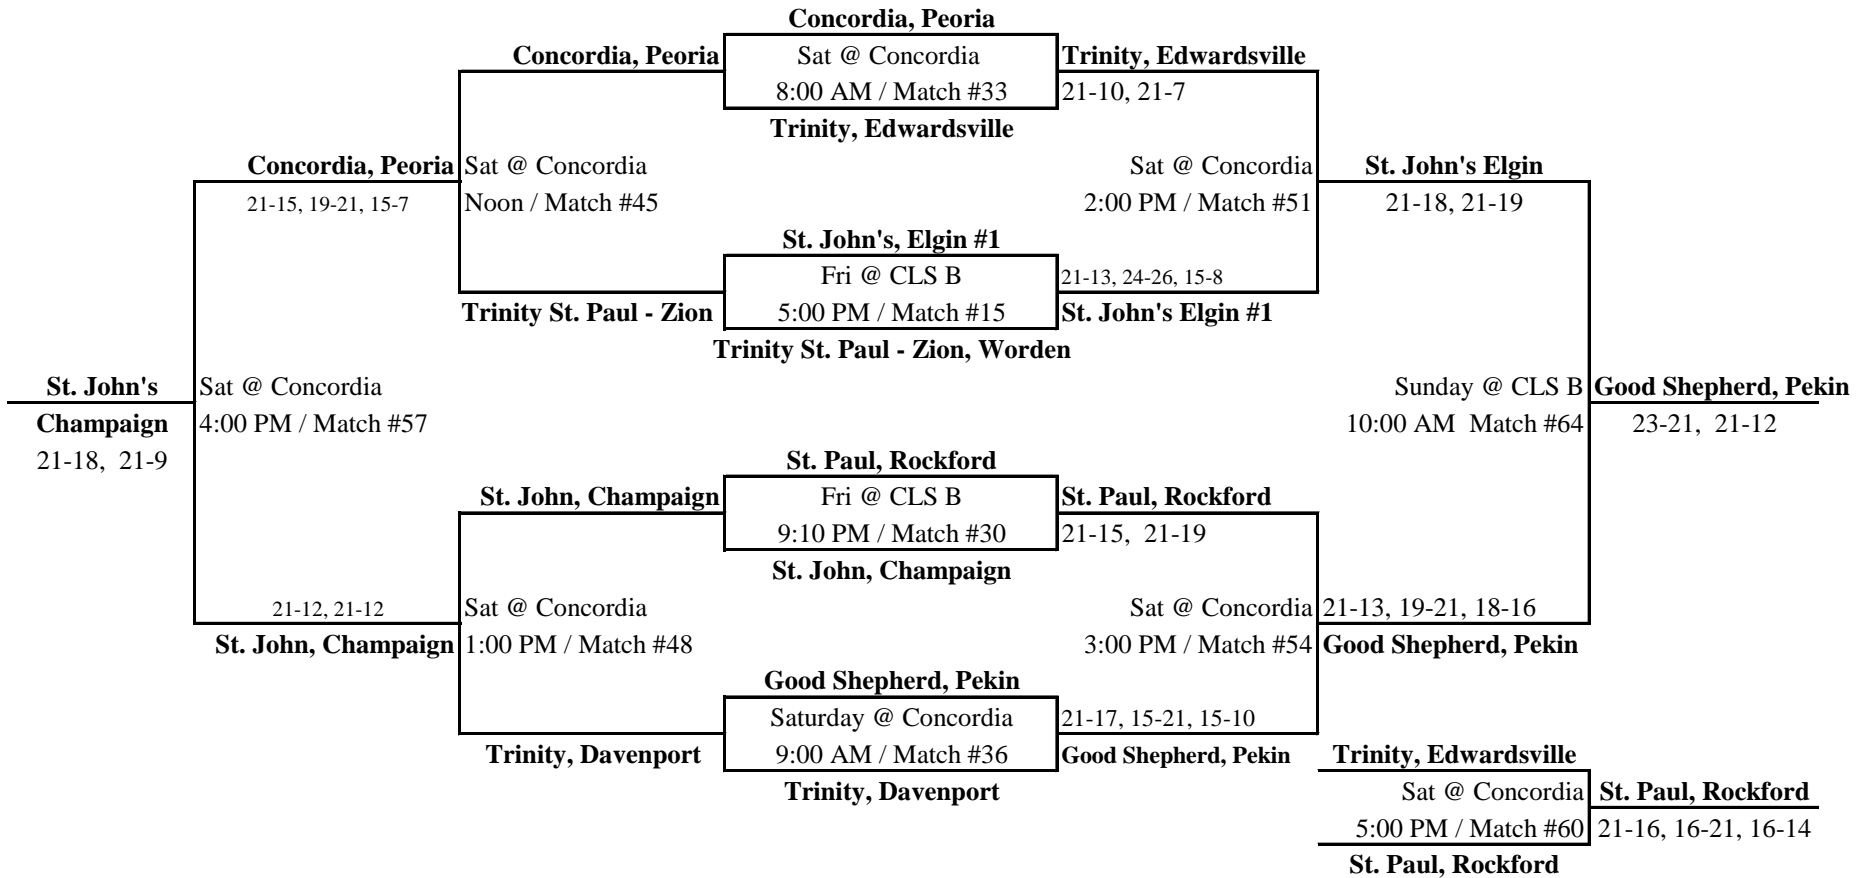 Concordia, Peoria
Concordia, Peoria Sat @ Concordia Trinity, Edwardsville
8:00 AM / Match #33 21-10, 21-7
Trinity, Edwardsville
Concordia, Peoria Sat @ Concordia Sat @ Concordia St. John's Elgin
21-15, 19-21, 15-7 Noon / Match #45 2:00 PM / Match #51 21-18, 21-19
St. John's, Elgin #1
Fri @ CLS B 21-13, 24-26, 15-8
Trinity St. Paul - Zion 5:00 PM / Match #15 St. John's Elgin #1
Trinity St. Paul - Zion, Worden
St. John's Sat @ Concordia Sunday @ CLS B Good Shepherd, Pekin
Champaign 4:00 PM / Match #57 10:00 AM Match #64 23-21, 21-12
21-18, 21-9 St. Paul, Rockford
St. John, Champaign Fri @ CLS B St. Paul, Rockford
9:10 PM / Match #30 21-15, 21-19
St. John, Champaign
21-12, 21-12 Sat @ Concordia Sat @ Concordia 21-13, 19-21, 18-16
St. John, Champaign 1:00 PM / Match #48 3:00 PM / Match #54 Good Shepherd, Pekin
Good Shepherd, Pekin
Saturday @ Concordia 21-17, 15-21, 15-10
Trinity, Davenport 9:00 AM / Match #36 Good Shepherd, Pekin Trinity, Edwardsville
Trinity, Davenport Sat @ Concordia St. Paul, Rockford
5:00 PM / Match #60 21-16, 16-21, 16-14
St. Paul, Rockford